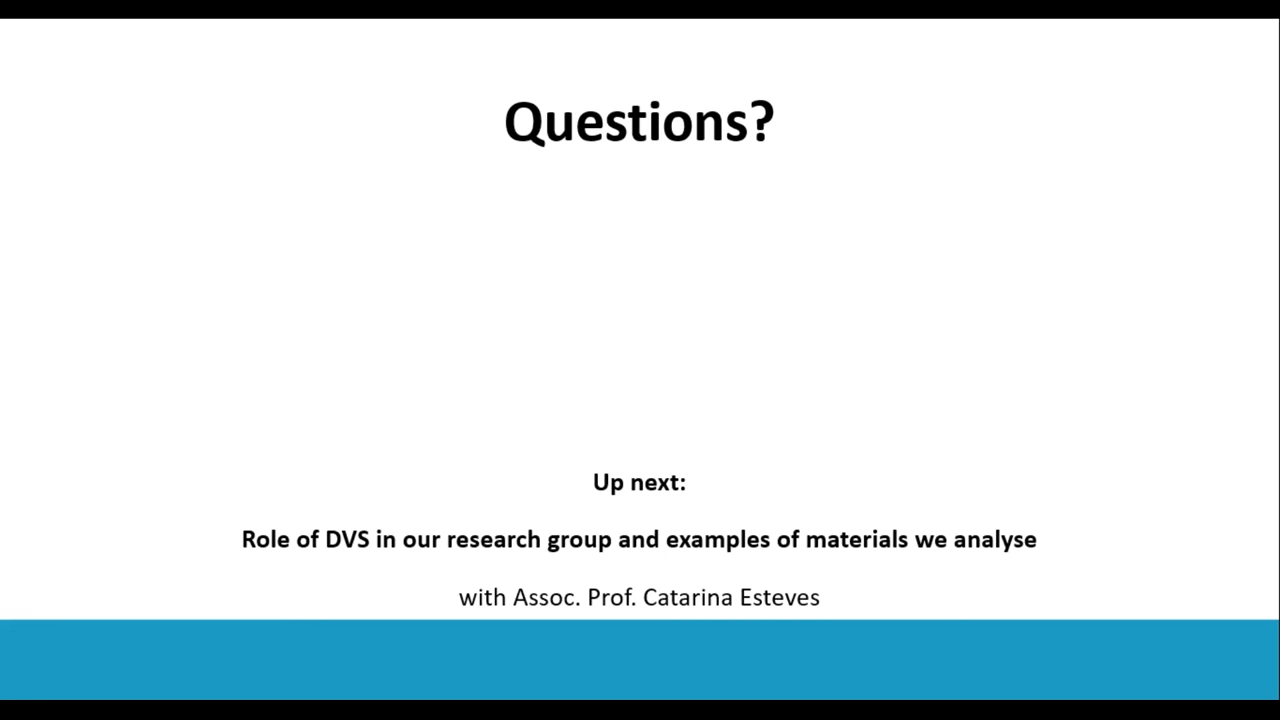 Questions?
Up next:
Role of DVS in our research group and examples of materials we analyse
with Assoc. Prof. Catarina Esteves